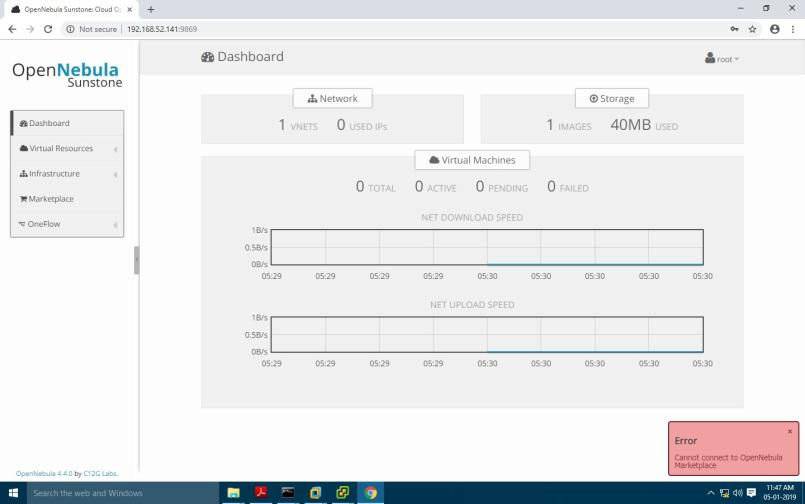 OpenNebula Sunstone: Cloud Op
Not secure | 192.168.52.141:9869
OpenNebula
Sunstone
Dashboard
root
Dashboard
Virtual Resources
Infrastructure
Marketplace
OneFlow
Network
1 VNETS 0 USED IPs
Storage
1 IMAGES 40MB USED
Virtual Machines
0 TOTAL 0 ACTIVE 0 PENDING 0 FAILED
NET DOWNLOAD SPEED
1B/s
0.5B/s
0B/s
05:29 05:29 05:29 05:29 05:30 05:30 05:30 05:30 05:30
NET UPLOAD SPEED
1B/s
0.5B/s
0B/s
05:29 05:29 05:29 05:29 05:30 05:30 05:30 05:30 05:30
Error
Cannot connect to OpenNebula
Marketplace
OpenNebula 4.4.0 by C12G Labs.
Search the web and Windows
11:47 AM
05-01-2019